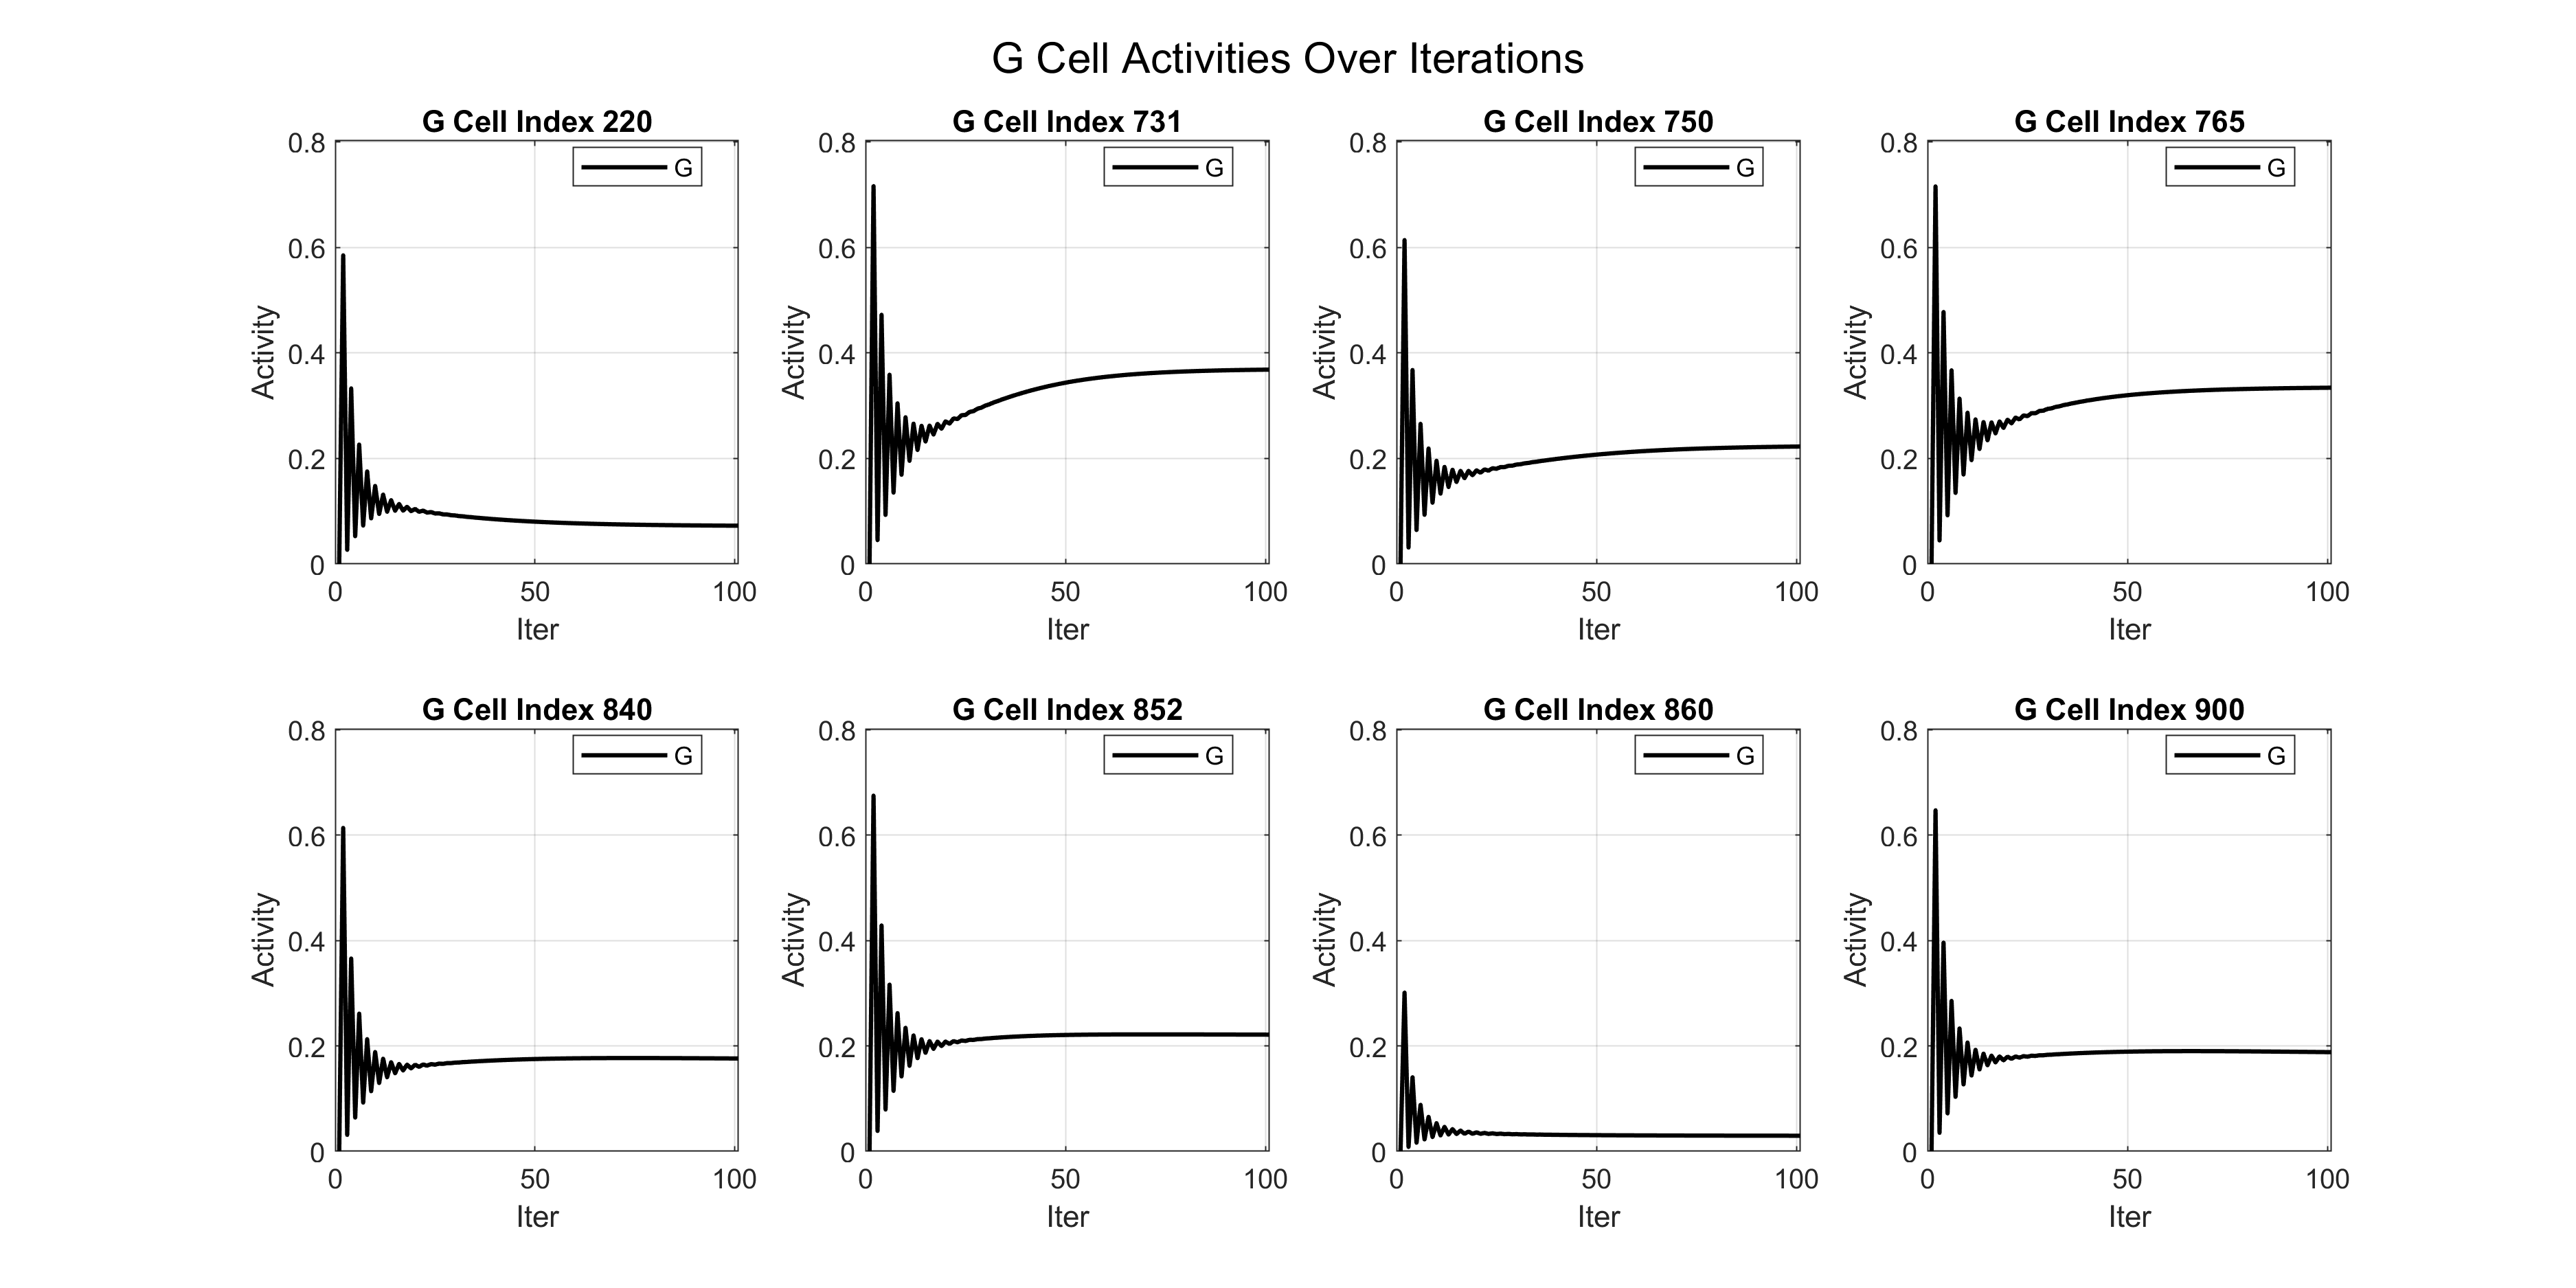 G Cell Activities Over Iterations
G Cell Index 220
G Cell Index 731
G Cell Index 750
G Cell Index 765
0.8
0.6
0.4
0.2
0
Activity
G
0
50
100
Iter
0.8
0.6
0.4
0.2
0
Activity
G
0
50
100
Iter
0.8
0.6
0.4
0.2
0
Activity
G
0
50
100
Iter
0.8
0.6
0.4
0.2
0
Activity
G
0
50
100
Iter
G Cell Index 840
G Cell Index 852
G Cell Index 860
G Cell Index 900
0.8
0.6
0.4
0.2
0
Activity
G
0
50
100
Iter
0.8
0.6
0.4
0.2
0
Activity
G
0
50
100
Iter
0.8
0.6
0.4
0.2
0
Activity
G
0
50
100
Iter
0.8
0.6
0.4
0.2
0
Activity
G
0
50
100
Iter